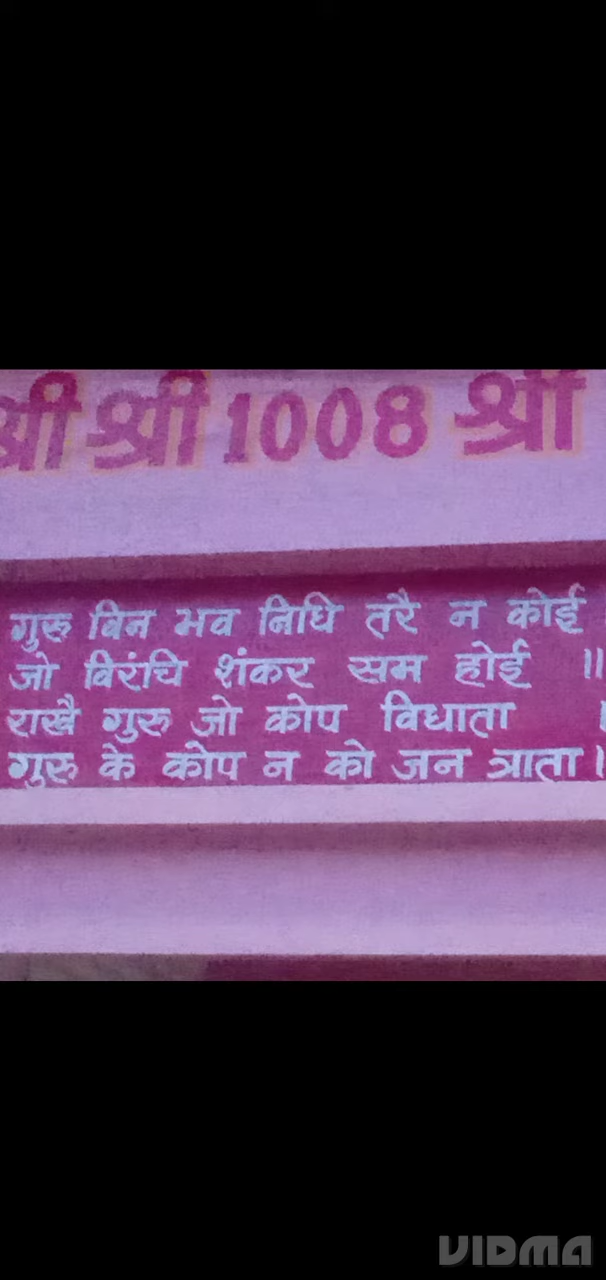 श्री श्री 1008 श्री
गुरु बिन भव निधि तरै न कोई
जो बिरंचि शंकर सम होई ॥
राखै गुरु जो कोप विधाता ।
गुरु के कोप न को जन त्राता ।
VIDMA